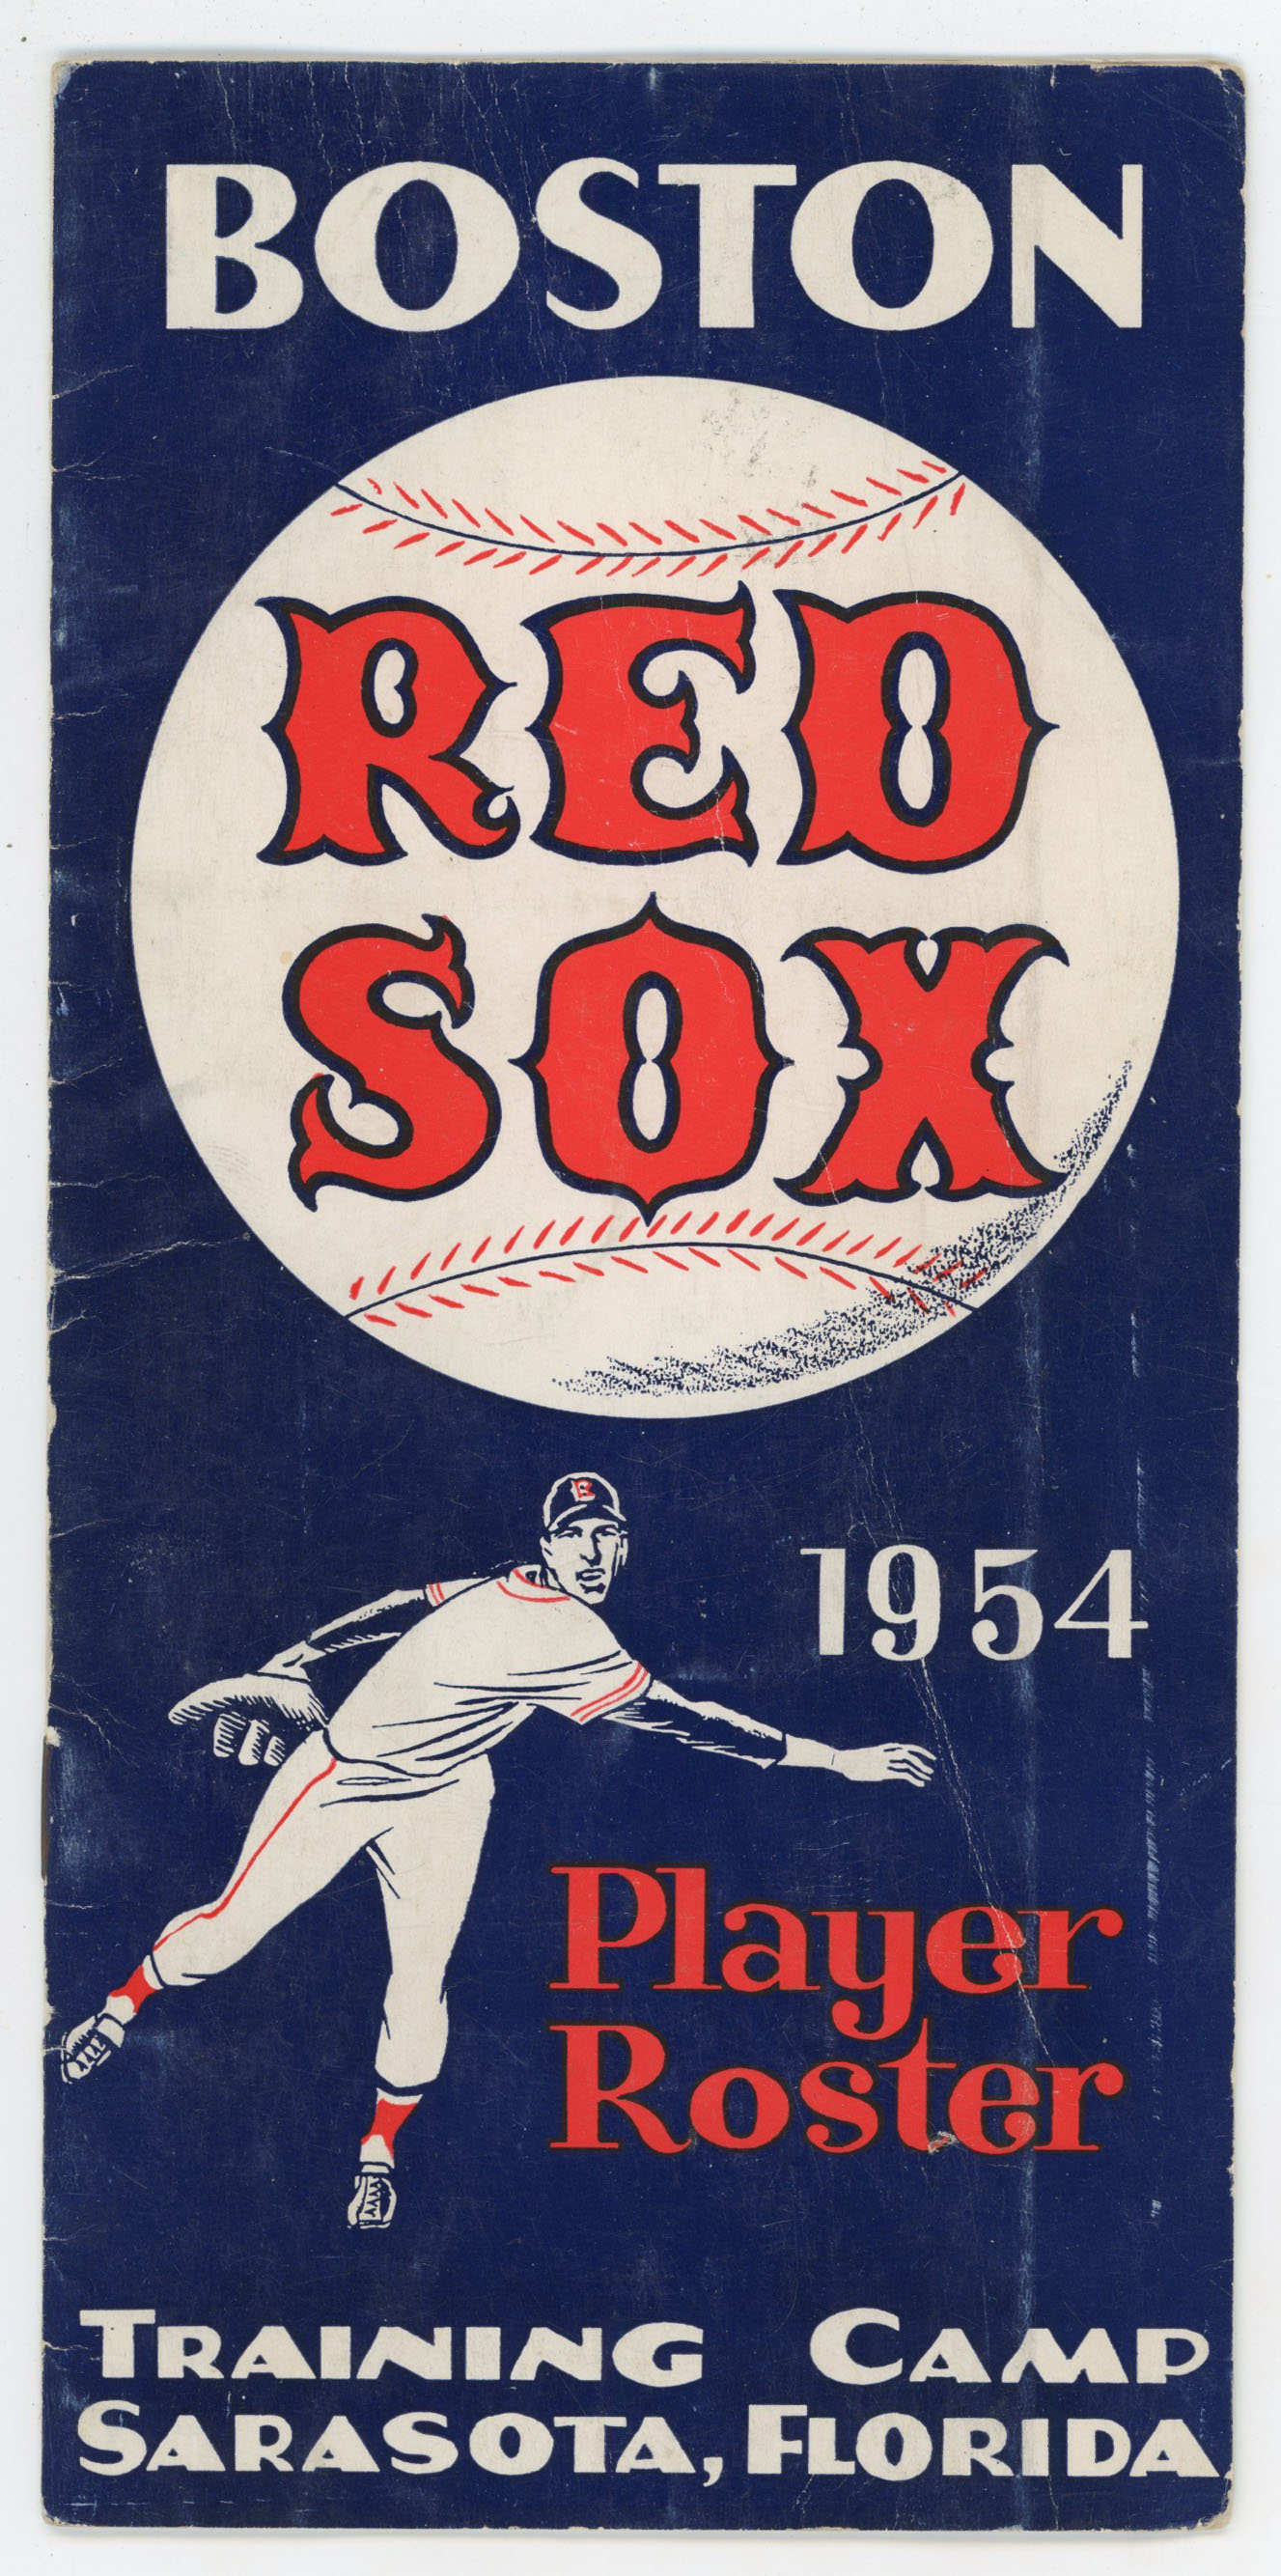 BOSTON
RED
SOX
B
1954
Player
Roster
TRAINING CAMP
SARASOTA, FLORIDA